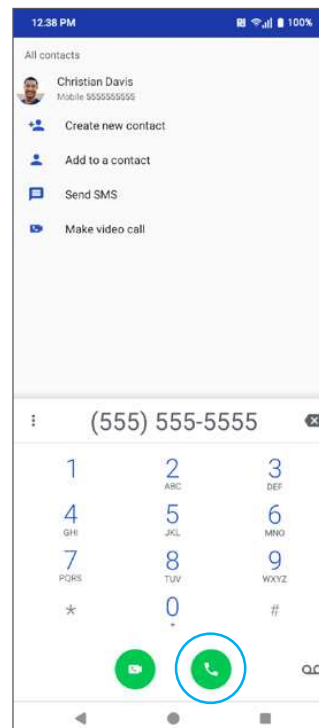 12.38 PM 100%
All contacts
Christian Davis
Mobile 5555555555
Create new contact
Add to a contact
Send SMS
Make video call
(555) 555-5555
1 2 3
ABC DEF
4 5 6
GHI JKL MNO
7 8 9
PQRS TUV WXYZ
* 0 #
+